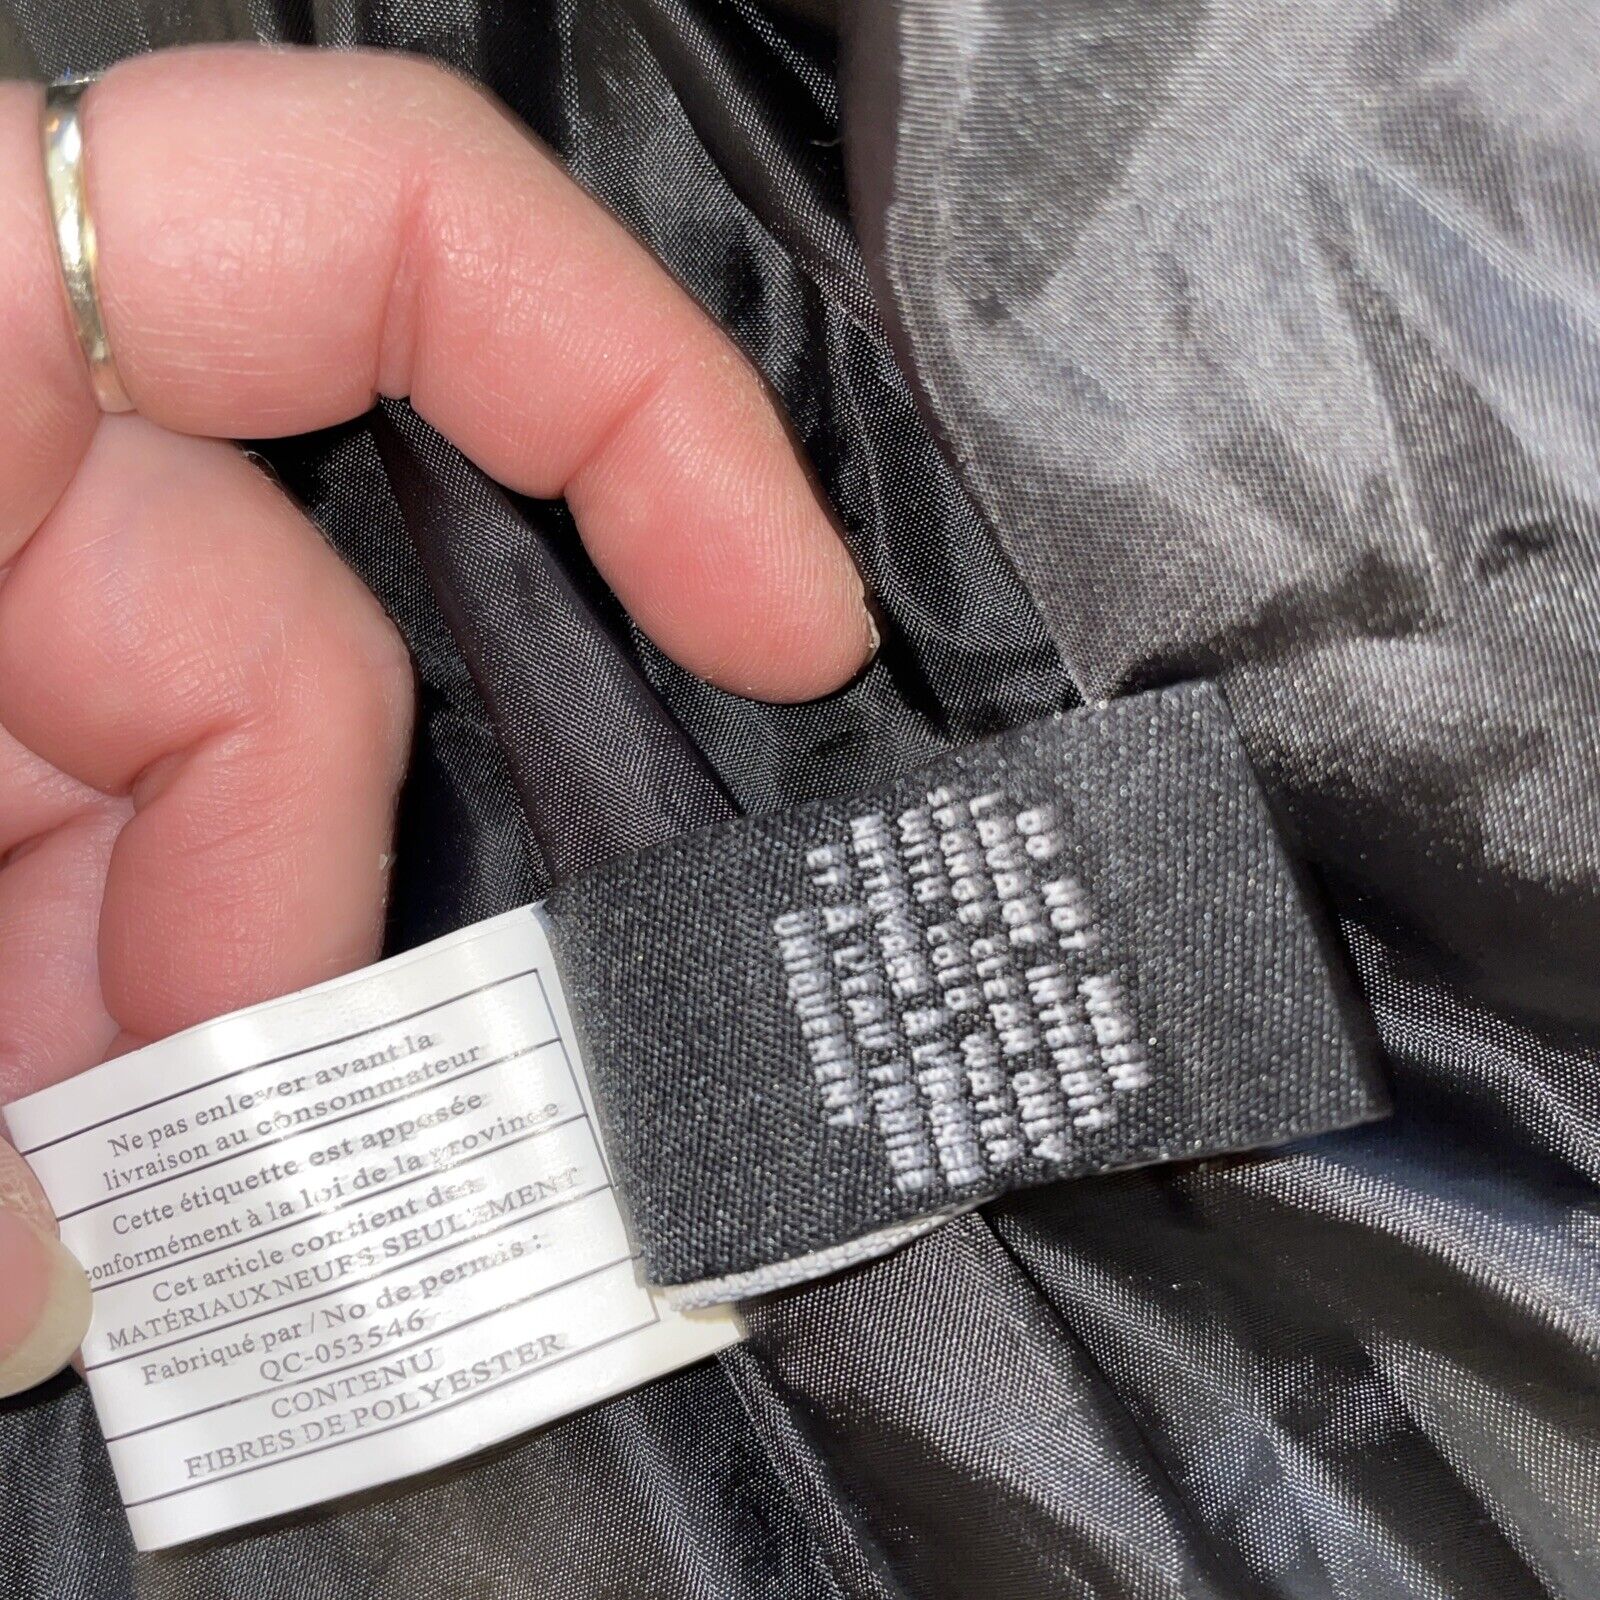 Ne pas enlever avant la
livraison au consommateur
Cette étiquette est apposée
conformément à la loi de la province
Cet article contient des
MATÉRIAUX NEUFS SEULEMENT
Fabriqué par / No de permis :
QC-053546
CONTENU
FIBRES DE POLYESTER
DO NOT WASH
LAVAGE INTERDIT
SPONGE CLEAN ONLY
WITH COLD WATER
NETTOYAGE À L'ÉPONGE
ET À L'EAU FROIDE
UNIQUEMENT